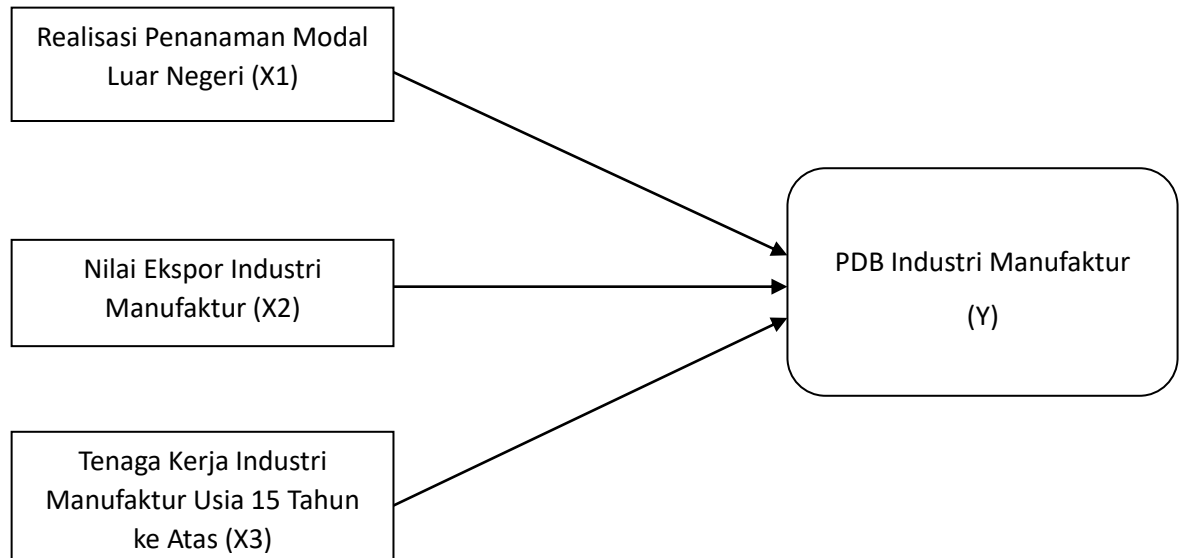 Realisasi Penanaman Modal
Luar Negeri (X1)
Nilai Ekspor Industri
Manufaktur (X2)
PDB Industri Manufaktur
(Y)
Tenaga Kerja Industri
Manufaktur Usia 15 Tahun
ke Atas (X3)